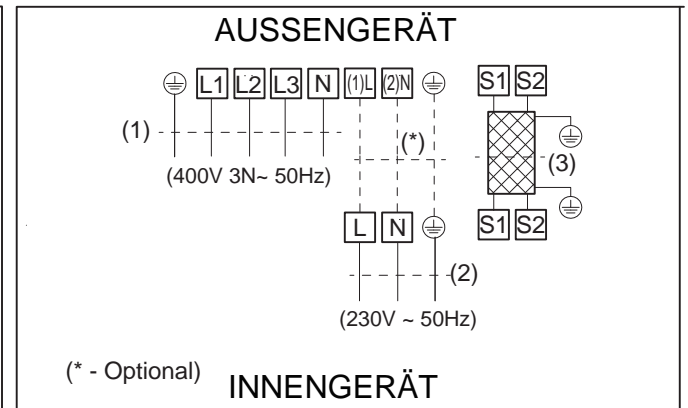 AUSSENGERÄT
L1 L2 L3 N (1)L (2)N S1 S2
(1) (*) (3)
(400V 3N~ 50Hz)
L N S1 S2
(2)
(230V ~ 50Hz)
(* - Optional)
INNENGERÄT